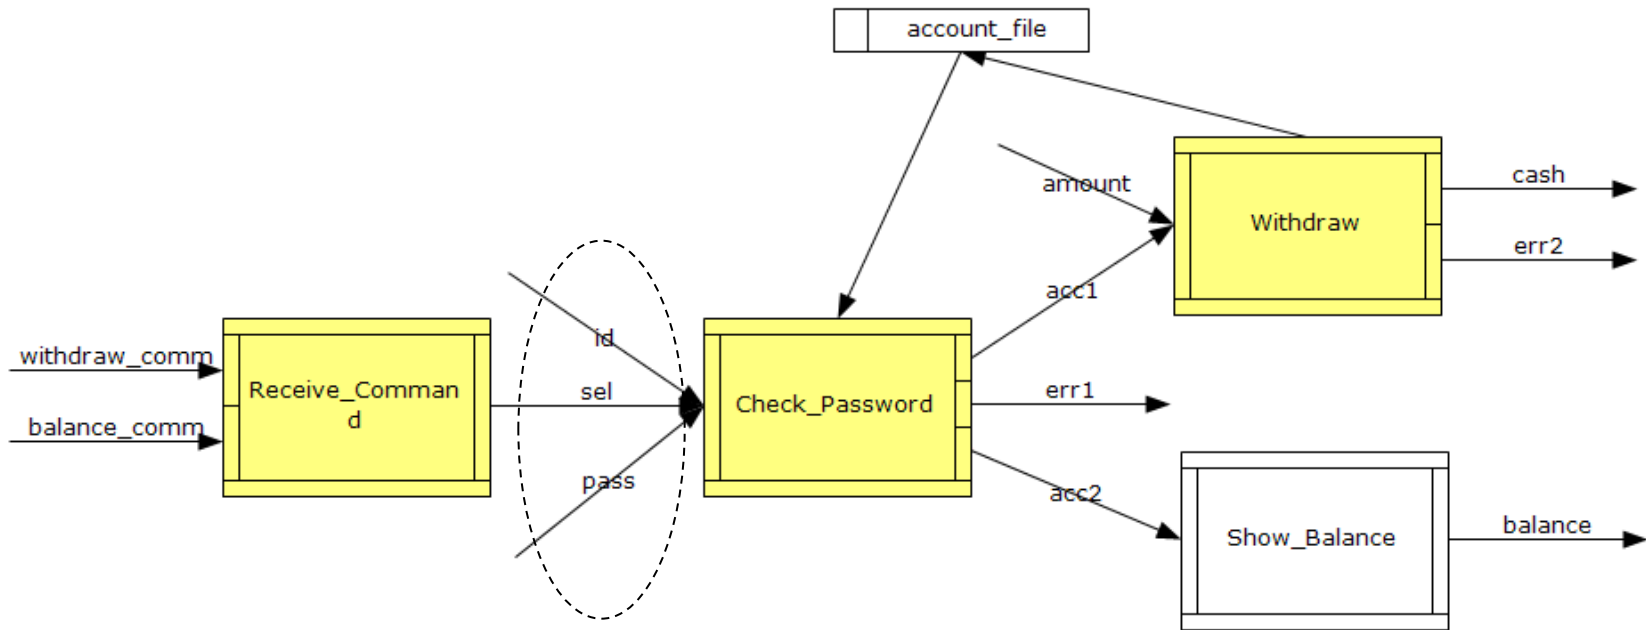 account_file
amount
cash
Withdraw
err2
acc1
id
withdraw_comm
Receive_Comman
d
sel
Check_Password
err1
balance_comm
pass
acc2
Show_Balance
balance